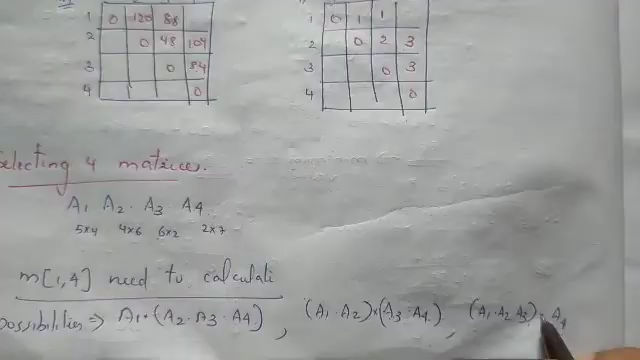 1 0 120 88
2 0 48 104
3 0 84
4 0
1 0 1 1
2 0 2 3
3 0 3
4 0
electing 4 matrices.
A1 A2 . A3 . A4
5x4 4x6 6x2 2x7
m[1,4] need to calculati
possibilities => A1 . (A2 . A3 . A4) , (A1 . A2) x (A3 . A4) , (A1 . A2 A3) . A4